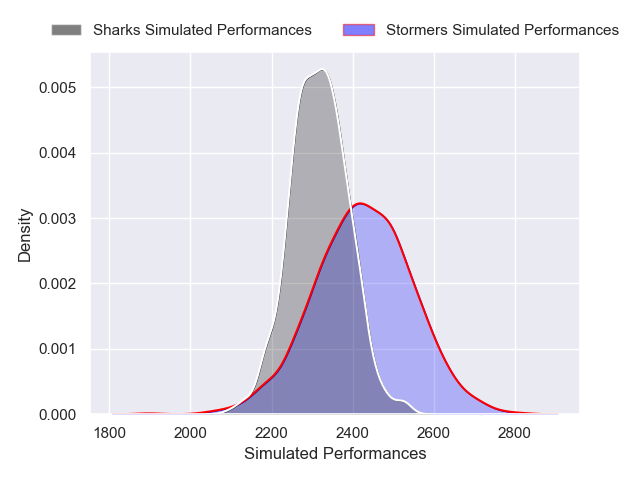 Sharks Simulated Performances Stormers Simulated Performances
0.005
0.004
0.003
0.002
0.001
0.000
Density
1800 2000 2200 2400 2600 2800
Simulated Performances